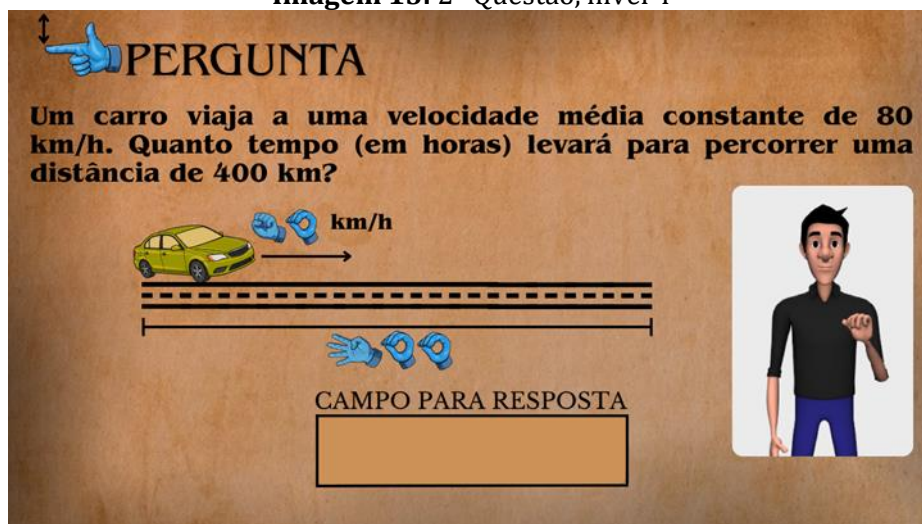 Imagem 13: 2ª Questão, nível 1
PERGUNTA
Um carro viaja a uma velocidade média constante de 80
km/h. Quanto tempo (em horas) levará para percorrer uma
distância de 400 km?
km/h
CAMPO PARA RESPOSTA